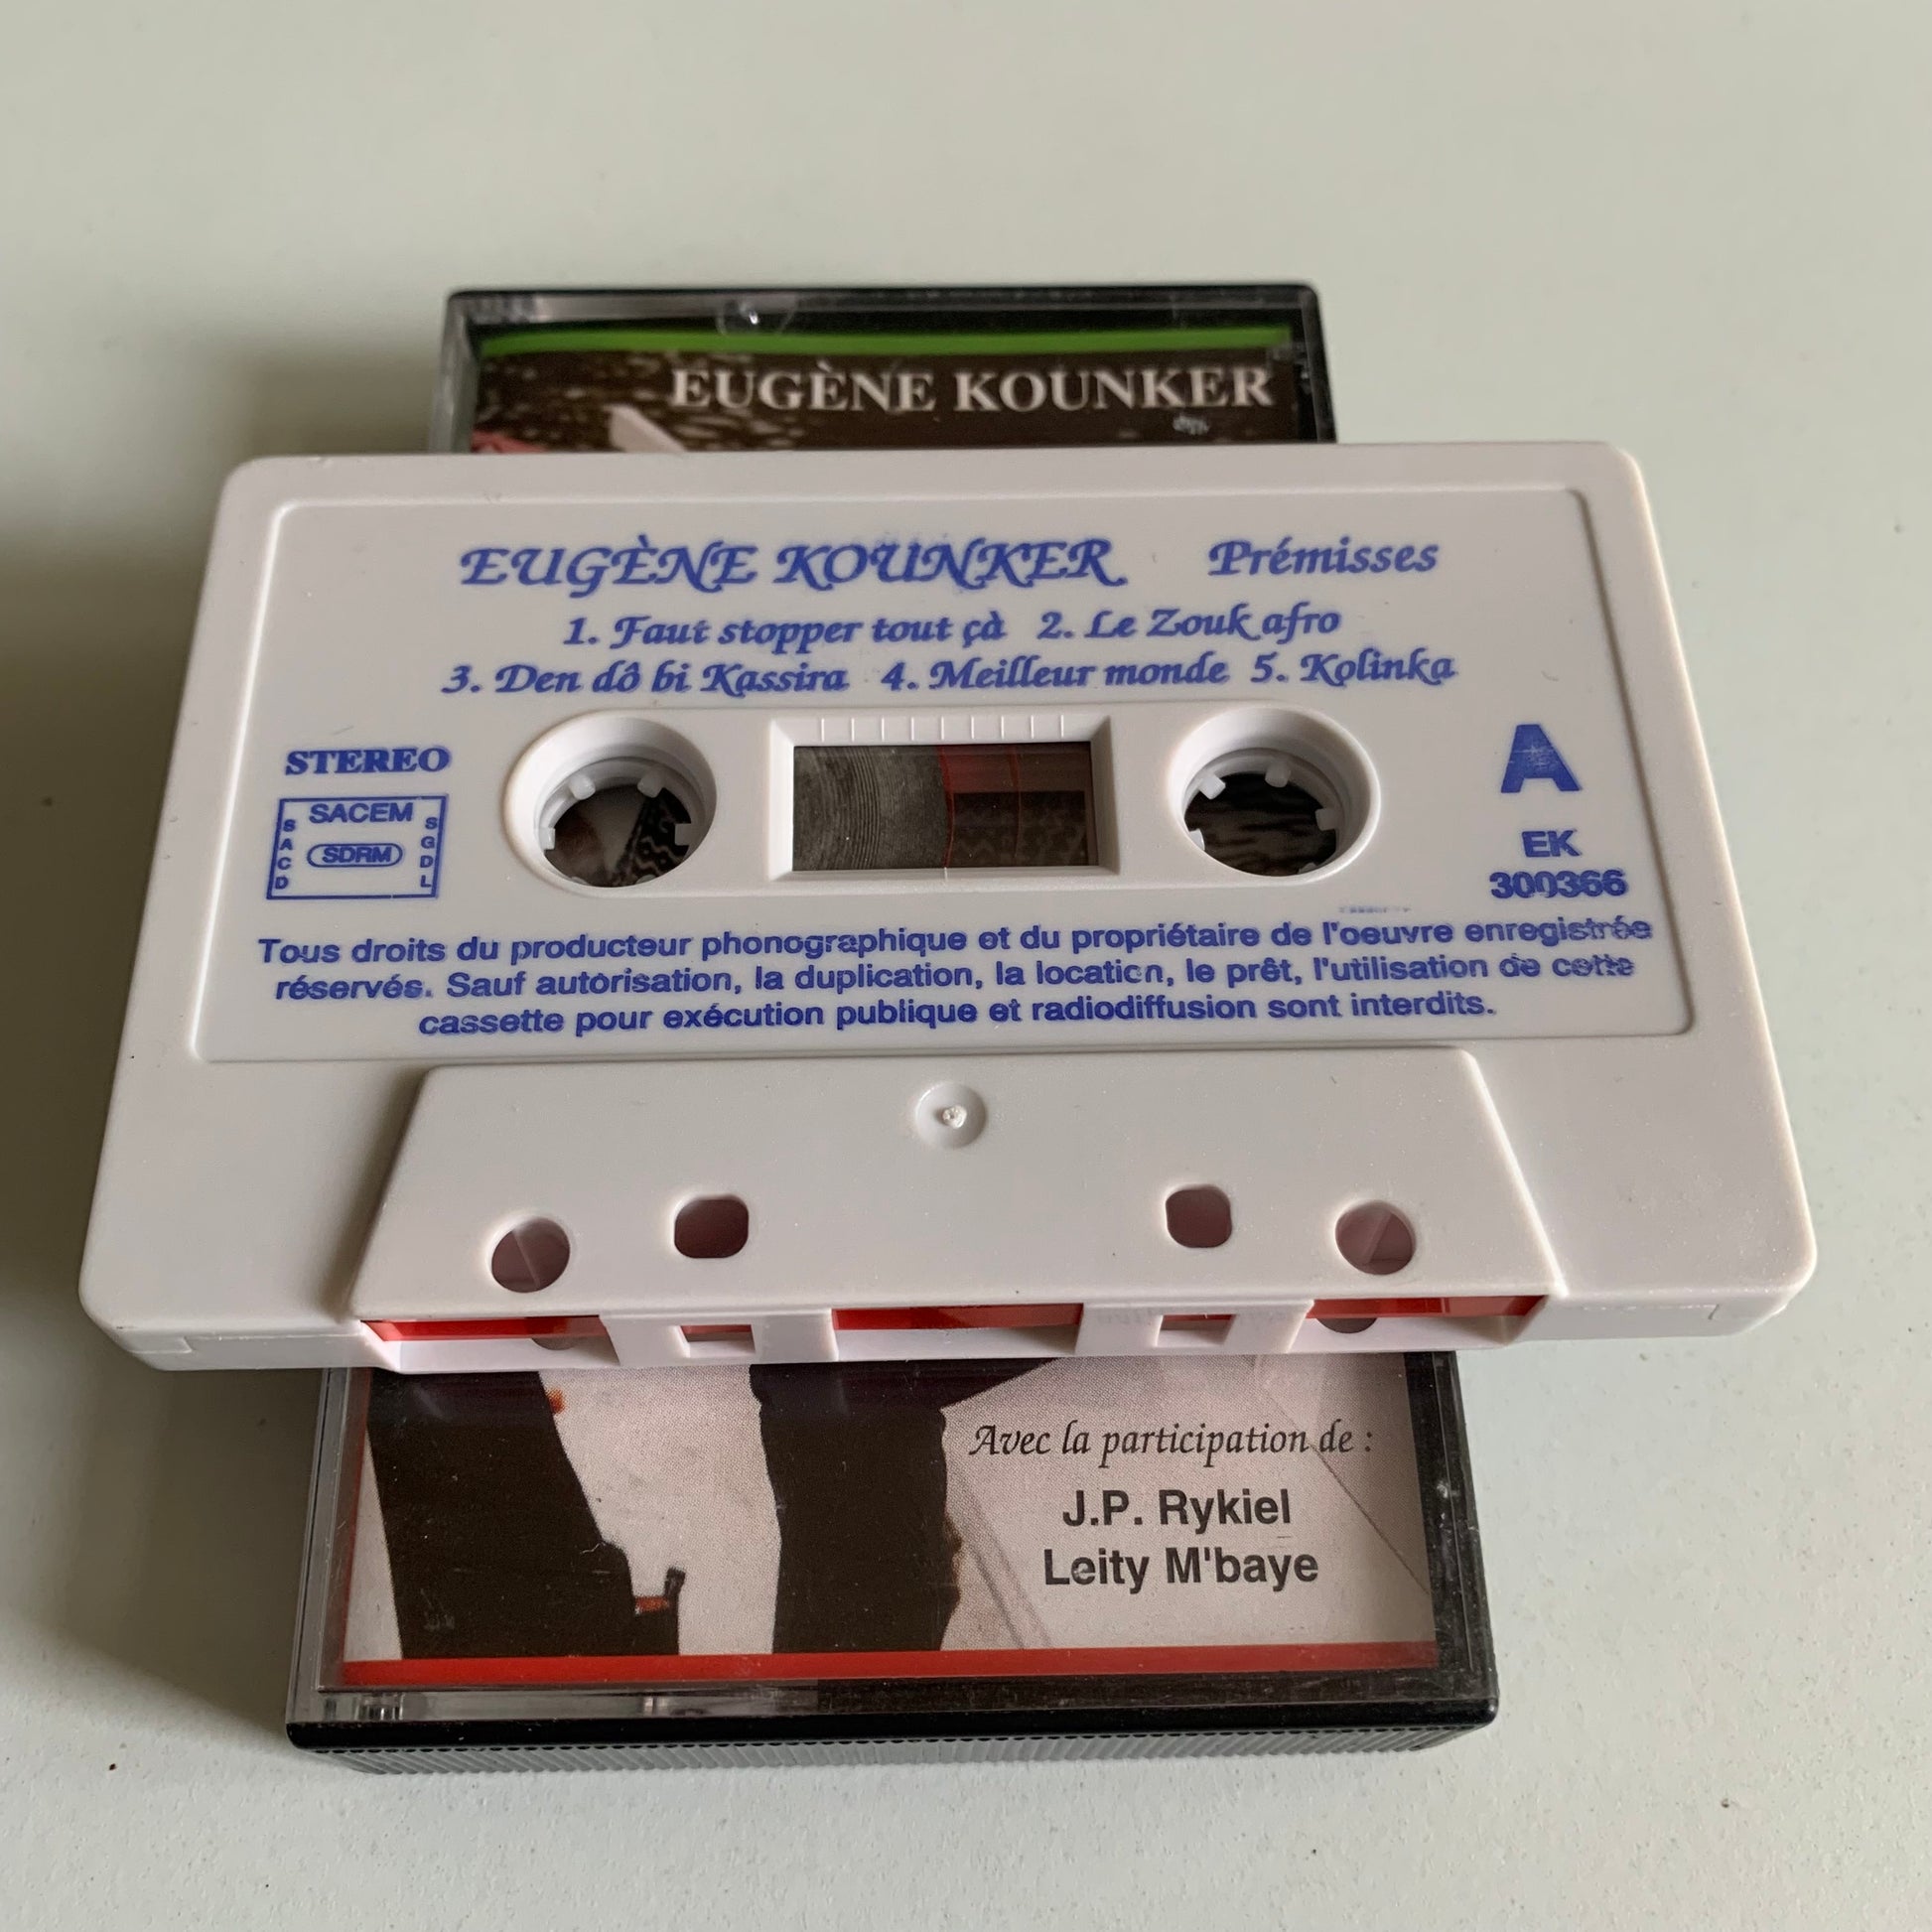 EUGÈNE KOUNKER
EUGÈNE KOUNKER Prémisses
1. Faut stopper tout çà 2. Le Zouk afro
3. Den dô bi Kassira 4. Meilleur monde 5. Kolinka
STEREO
A
SACEM
SACD
SDRM
SGDL
EK
300366
Tous droits du producteur phonographique et du propriétaire de l'oeuvre enregistrée
réservés. Sauf autorisation, la duplication, la location, le prêt, l'utilisation de cette
cassette pour exécution publique et radiodiffusion sont interdits.
Avec la participation de :
J.P. Rykiel
Leity M'baye